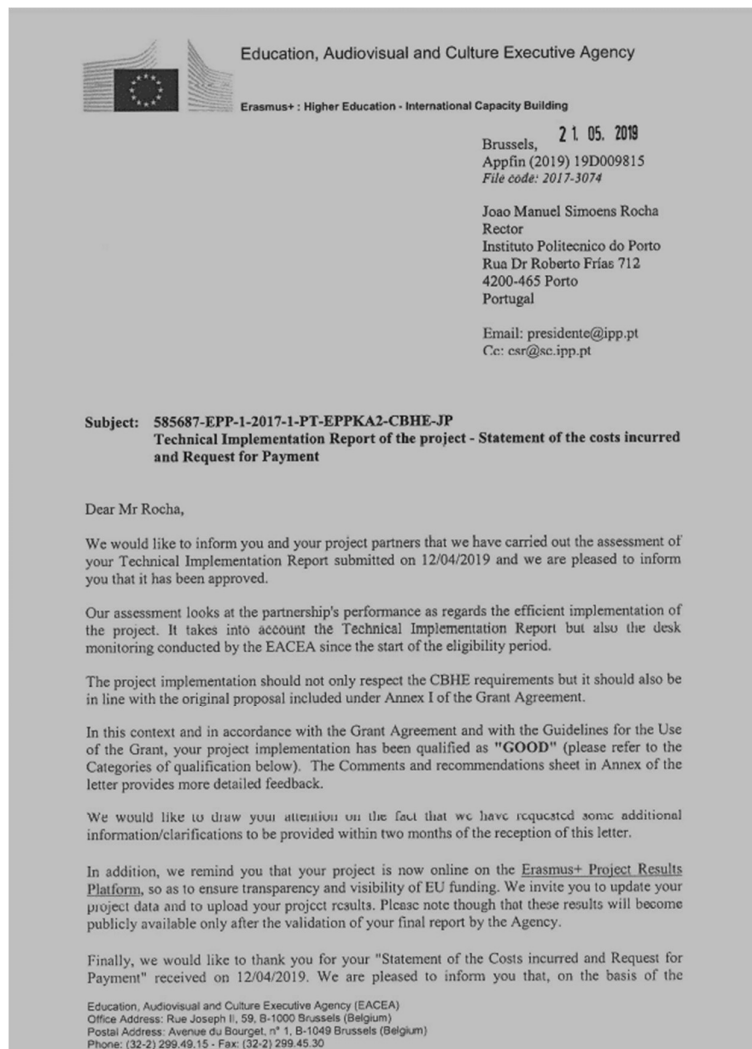 Education, Audiovisual and Culture Executive Agency
Erasmus+ : Higher Education - International Capacity Building
Brussels, 21. 05. 2019
Appfin (2019) 19D009815
File code: 2017-3074
Joao Manuel Simoens Rocha
Rector
Instituto Politecnico do Porto
Rua Dr Roberto Frías 712
4200-465 Porto
Portugal
Email: presidente@ipp.pt
Cc: csr@sc.ipp.pt
Subject: 585687-EPP-1-2017-1-PT-EPPKA2-CBHE-JP
Technical Implementation Report of the project - Statement of the costs incurred
and Request for Payment
Dear Mr Rocha,
We would like to inform you and your project partners that we have carried out the assessment of
your Technical Implementation Report submitted on 12/04/2019 and we are pleased to inform
you that it has been approved.
Our assessment looks at the partnership's performance as regards the efficient implementation of
the project. It takes into account the Technical Implementation Report but also the desk
monitoring conducted by the EACEA since the start of the eligibility period.
The project implementation should not only respect the CBHE requirements but it should also be
in line with the original proposal included under Annex I of the Grant Agreement.
In this context and in accordance with the Grant Agreement and with the Guidelines for the Use
of the Grant, your project implementation has been qualified as "GOOD" (please refer to the
Categories of qualification below). The Comments and recommendations sheet in Annex of the
letter provides more detailed feedback.
We would like to draw your attention on the fact that we have requested some additional
information/clarifications to be provided within two months of the reception of this letter.
In addition, we remind you that your project is now online on the Erasmus+ Project Results
Platform, so as to ensure transparency and visibility of EU funding. We invite you to update your
project data and to upload your project results. Please note though that these results will become
publicly available only after the validation of your final report by the Agency.
Finally, we would like to thank you for your "Statement of the Costs incurred and Request for
Payment" received on 12/04/2019. We are pleased to inform you that, on the basis of the
Education, Audiovisual and Culture Executive Agency (EACEA)
Office Address: Rue Joseph II, 59, B-1000 Brussels (Belgium)
Postal Address: Avenue du Bourget, n° 1, B-1049 Brussels (Belgium)
Phone: (32-2) 299.49.15 - Fax: (32-2) 299.45.30